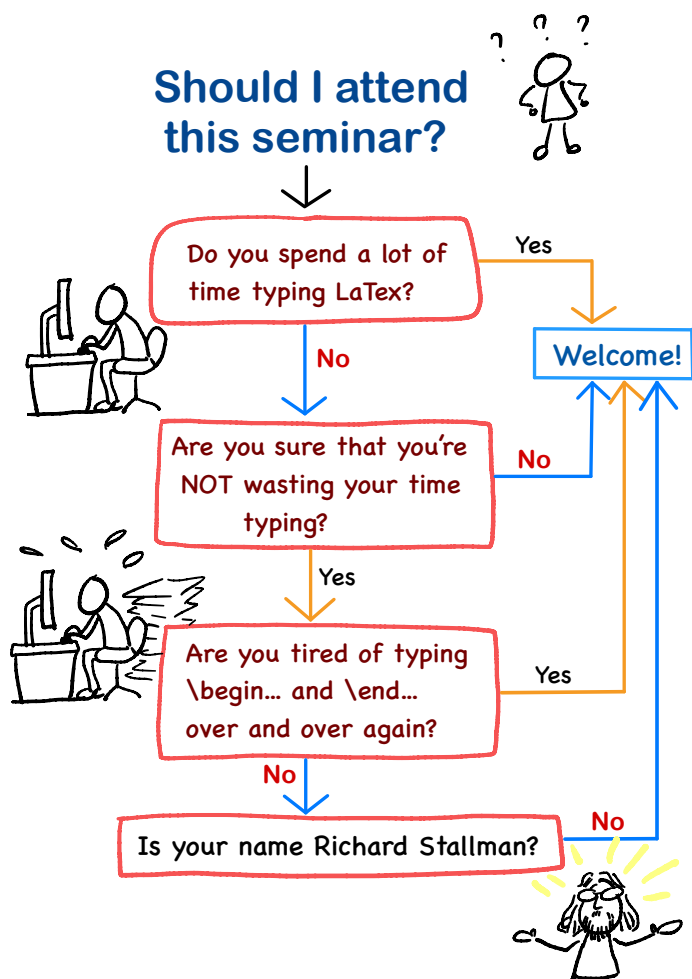 ? ? ?
Should I attend
this seminar?
Do you spend a lot of
time typing LaTex?
Yes
Welcome!
No
Are you sure that you’re
NOT wasting your time
typing?
No
Yes
Are you tired of typing
\begin... and \end...
over and over again?
Yes
No
Is your name Richard Stallman?
No